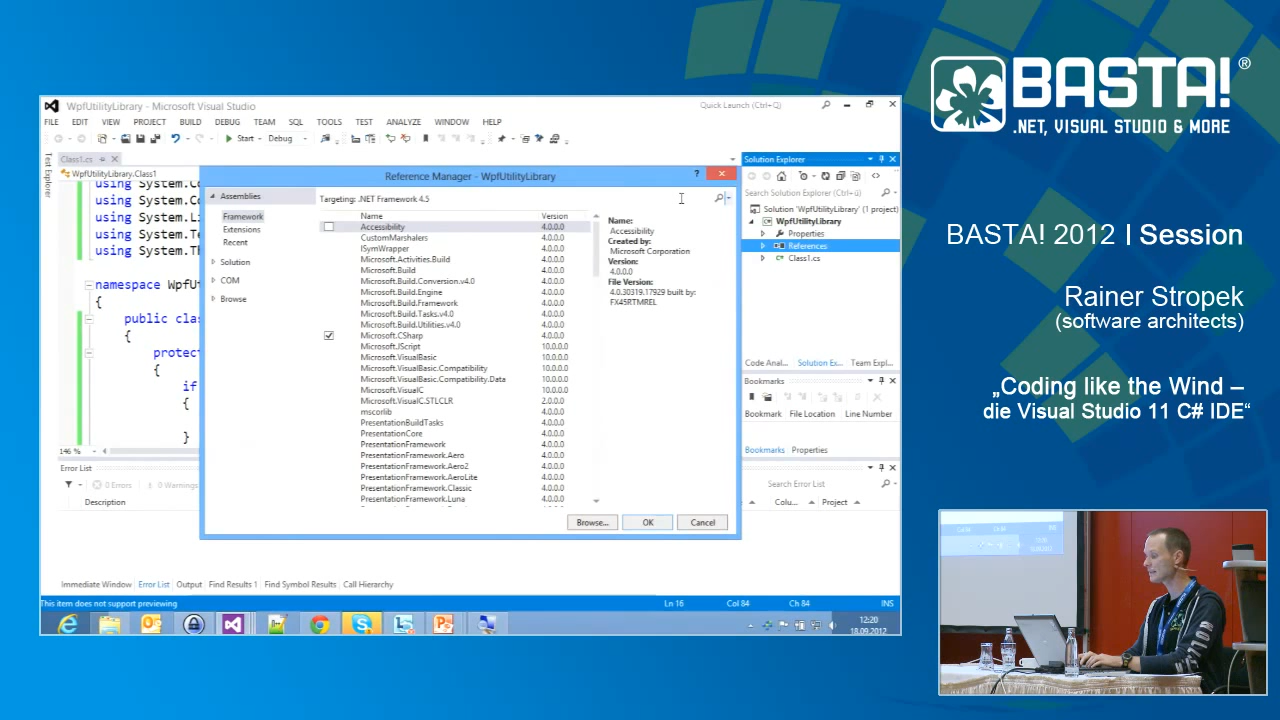 WpfUtilityLibrary - Microsoft Visual Studio
Quick Launch (Ctrl+Q)
FILE EDIT VIEW PROJECT BUILD DEBUG TEAM SQL TOOLS TEST ANALYZE WINDOW HELP
Start Debug
Test Explorer
Class1.cs
WpfUtilityLibrary.Class1
using System.Co
using System.Li
using System.Te
using System.Th
namespace WpfU
{
public clas
{
protect
{
if
{
}
146 %
Reference Manager - WpfUtilityLibrary
?
Assemblies
Framework
Extensions
Recent
Solution
COM
Browse
Targeting: .NET Framework 4.5
Name Version
Accessibility 4.0.0.0
CustomMarshalers 4.0.0.0
ISymWrapper 4.0.0.0
Microsoft.Activities.Build 4.0.0.0
Microsoft.Build 4.0.0.0
Microsoft.Build.Conversion.v4.0 4.0.0.0
Microsoft.Build.Engine 4.0.0.0
Microsoft.Build.Framework 4.0.0.0
Microsoft.Build.Tasks.v4.0 4.0.0.0
Microsoft.Build.Utilities.v4.0 4.0.0.0
Microsoft.CSharp 4.0.0.0
Microsoft.JScript 10.0.0.0
Microsoft.VisualBasic 10.0.0.0
Microsoft.VisualBasic.Compatibility 10.0.0.0
Microsoft.VisualBasic.Compatibility.Data 10.0.0.0
Microsoft.VisualC 10.0.0.0
Microsoft.VisualC.STLCLR 2.0.0.0
mscorlib 4.0.0.0
PresentationBuildTasks 4.0.0.0
PresentationCore 4.0.0.0
PresentationFramework 4.0.0.0
PresentationFramework.Aero 4.0.0.0
PresentationFramework.Aero2 4.0.0.0
PresentationFramework.AeroLite 4.0.0.0
PresentationFramework.Classic 4.0.0.0
PresentationFramework.Luna 4.0.0.0
Name:
Accessibility
Created by:
Microsoft Corporation
Version:
4.0.0.0
File Version:
4.0.30319.17929 built by:
FX45RTMREL
Browse... OK Cancel
Solution Explorer
Search Solution Explorer (Ctrl+ü)
Solution 'WpfUtilityLibrary' (1 project)
WpfUtilityLibrary
Properties
References
Class1.cs
Code Anal... Solution Ex... Team Expl...
Bookmarks
Bookmark File Location Line Number
Bookmarks Properties
Error List
0 Errors 0 Warnings
Search Error List
Description Colu... Project
Immediate Window Error List Output Find Results 1 Find Symbol Results Call Hierarchy
This item does not support previewing Ln 16 Col 84 Ch 84 INS
12:20
18.09.2012
BASTA!®
.NET, VISUAL STUDIO & MORE
BASTA! 2012 I Session
Rainer Stropek
(software architects)
„Coding like the Wind –
die Visual Studio 11 C# IDE“